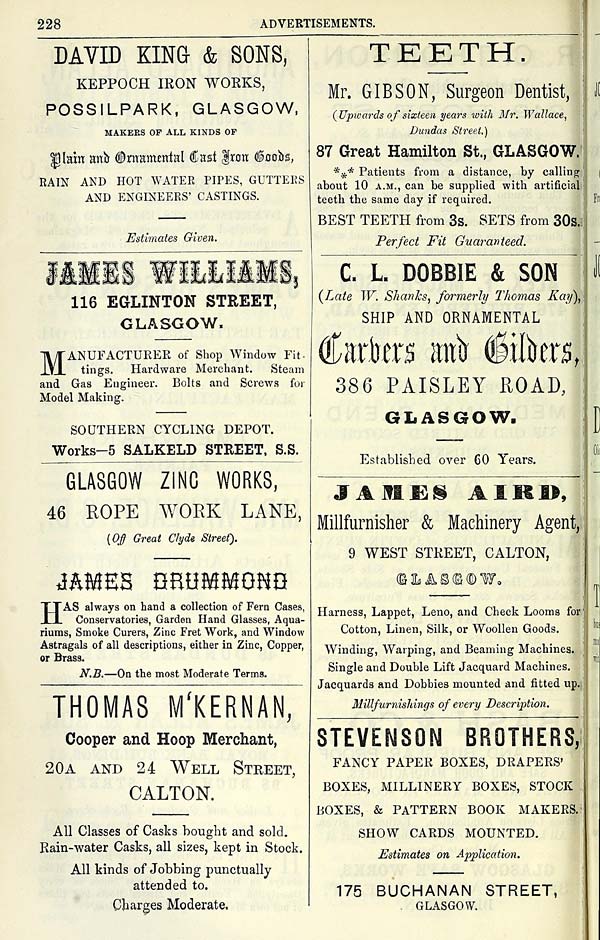 228
ADVERTISEMENTS.
DAVID KING & SONS,
KEPPOCH IRON WORKS,
POSSILPARK, GLASGOW,
MAKERS OF ALL KINDS OF
Plain and Ornamental Cast Iron Goods,
RAIN AND HOT WATER PIPES, GUTTERS
AND ENGINEERS' CASTINGS.
Estimates Given.
JAMES WILLIAMS,
116 EGLINTON STREET,
GLASGOW.
MANUFACTURER of Shop Window Fit-
tings. Hardware Merchant. Steam
and Gas Engineer. Bolts and Screws for
Model Making.
SOUTHERN CYCLING DEPOT.
Works—5 SALKELD STREET, S.S.
GLASGOW ZINC WORKS,
46 ROPE WORK LANE,
(Off Great Clyde Street).
JAMES DRUMMOND
HAS always on hand a collection of Fern Cases,
Conservatories, Garden Hand Glasses, Aqua-
riums, Smoke Curers, Zinc Fret Work, and Window
Astragals of all descriptions, either in Zinc, Copper,
or Brass.
N.B.—On the most Moderate Terms.
THOMAS M‘KERNAN,
Cooper and Hoop Merchant,
20A AND 24 WELL STREET,
CALTON.
All Classes of Casks bought and sold.
Rain-water Casks, all sizes, kept in Stock.
All kinds of Jobbing punctually
attended to.
Charges Moderate.
TEETH.
Mr. GIBSON, Surgeon Dentist,
(Upwards of sixteen years with Mr. Wallace,
Dundas Street.)
87 Great Hamilton St., GLASGOW.
*** Patients from a distance, by calling
about 10 A.M., can be supplied with artificial
teeth the same day if required.
BEST TEETH from 3s. SETS from 30s.
Perfect Fit Guaranteed.
C. L. DOBBIE & SON
(Late W. Shanks, formerly Thomas Kay),
SHIP AND ORNAMENTAL
Carvers and Gilders,
386 PAISLEY ROAD,
GLASGOW.
Established over 60 Years.
JAMES AIRD,
Millfurnisher & Machinery Agent,
9 WEST STREET, CALTON,
GLASGOW.
Harness, Lappet, Leno, and Check Looms for
Cotton, Linen, Silk, or Woollen Goods.
Winding, Warping, and Beaming Machines.
Single and Double Lift Jacquard Machines.
Jacquards and Dobbies mounted and fitted up.
Millfurnishings of every Description.
STEVENSON BROTHERS,
FANCY PAPER BOXES, DRAPERS'
BOXES, MILLINERY BOXES, STOCK
BOXES, & PATTERN BOOK MAKERS.
SHOW CARDS MOUNTED.
Estimates on Application.
175 BUCHANAN STREET,
GLASGOW.